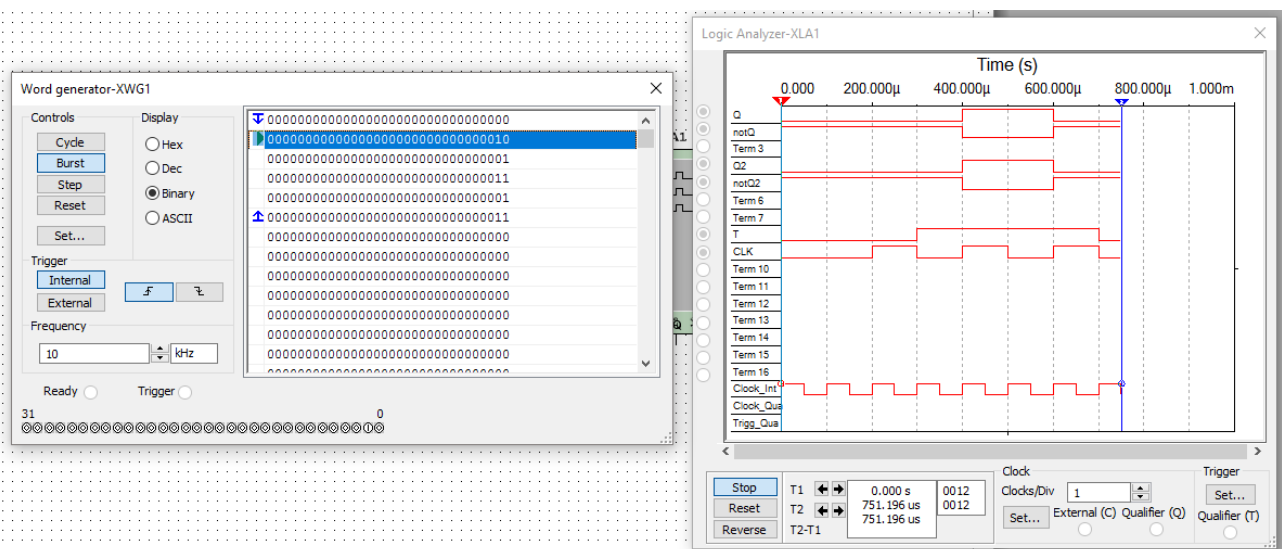 Word generator-XWG1
Controls
Cycle
Burst
Step
Reset
Set...
Display
Hex
Dec
Binary
ASCII
Trigger
Internal
External
Frequency
10
kHz
Ready
Trigger
31
0
00000000000000000000000000000000
00000000000000000000000000000010
00000000000000000000000000000001
00000000000000000000000000000011
00000000000000000000000000000001
00000000000000000000000000000011
00000000000000000000000000000000
00000000000000000000000000000000
00000000000000000000000000000000
00000000000000000000000000000000
00000000000000000000000000000000
00000000000000000000000000000000
00000000000000000000000000000000
A1
Q
Logic Analyzer-XLA1
Time (s)
0.000 200.000µ 400.000µ 600.000µ 800.000µ 1.000m
Q
notQ
Term 3
Q2
notQ2
Term 6
Term 7
T
CLK
Term 10
Term 11
Term 12
Term 13
Term 14
Term 15
Term 16
Clock_Int
Clock_Qua
Trigg_Qua
Stop
Reset
Reverse
T1 0.000 s 0012
T2 751.196 us 0012
T2-T1 751.196 us
Clock
Clocks/Div 1
Set...
External (C) Qualifier (Q)
Trigger
Set...
Qualifier (T)